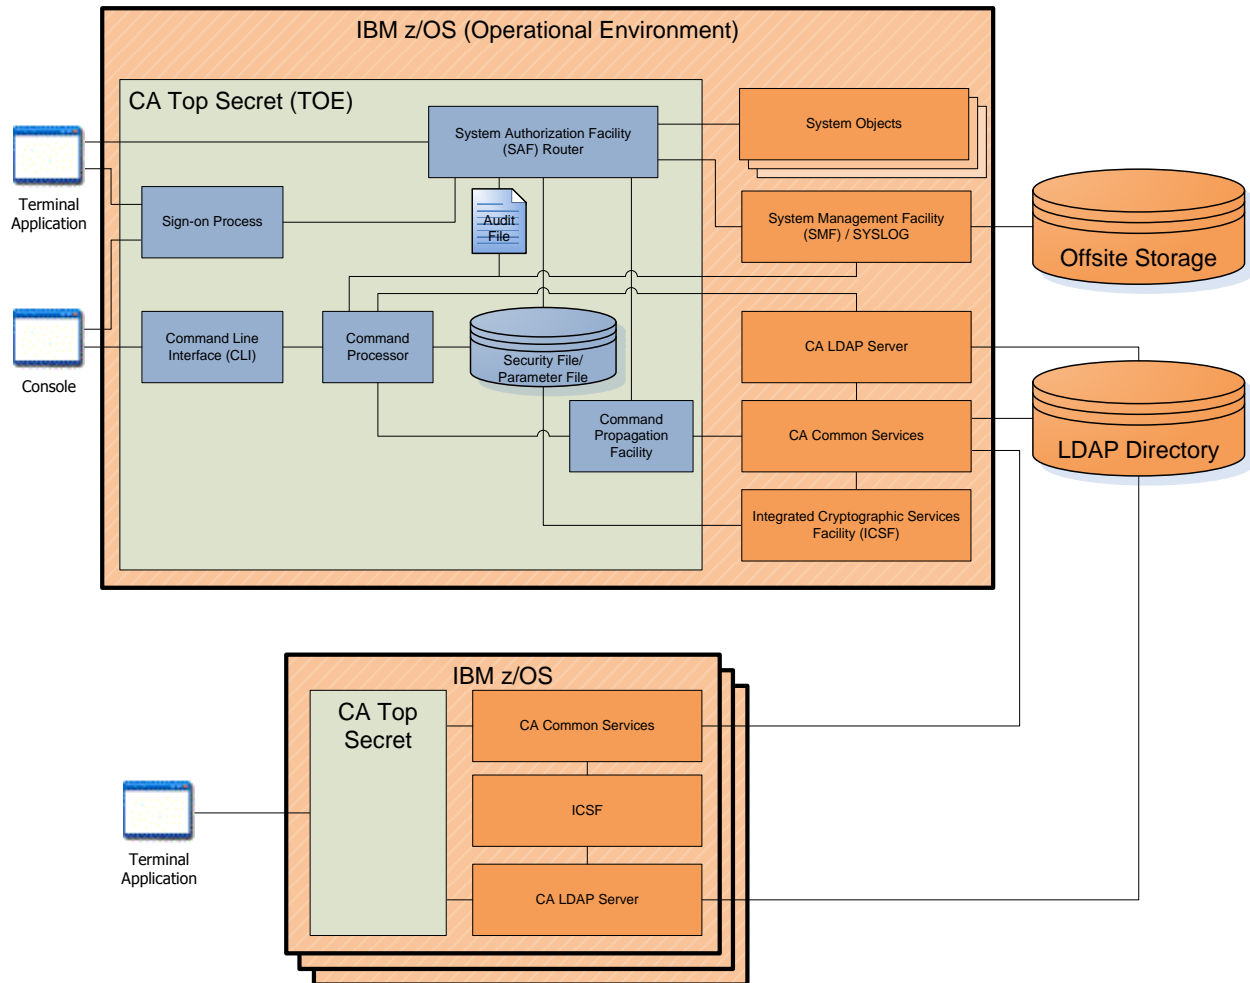 IBM z/OS (Operational Environment)
CA Top Secret (TOE)
System Authorization Facility
(SAF) Router
System Objects
Terminal
Application
Sign-on Process
Audit
File
System Management Facility
(SMF) / SYSLOG
Offsite Storage
Console
Command Line
Interface (CLI)
Command
Processor
Security File/
Parameter File
CA LDAP Server
Command
Propagation
Facility
CA Common Services
LDAP Directory
Integrated Cryptographic Services
Facility (ICSF)
IBM z/OS
CA Top
Secret
CA Common Services
ICSF
CA LDAP Server
Terminal
Application